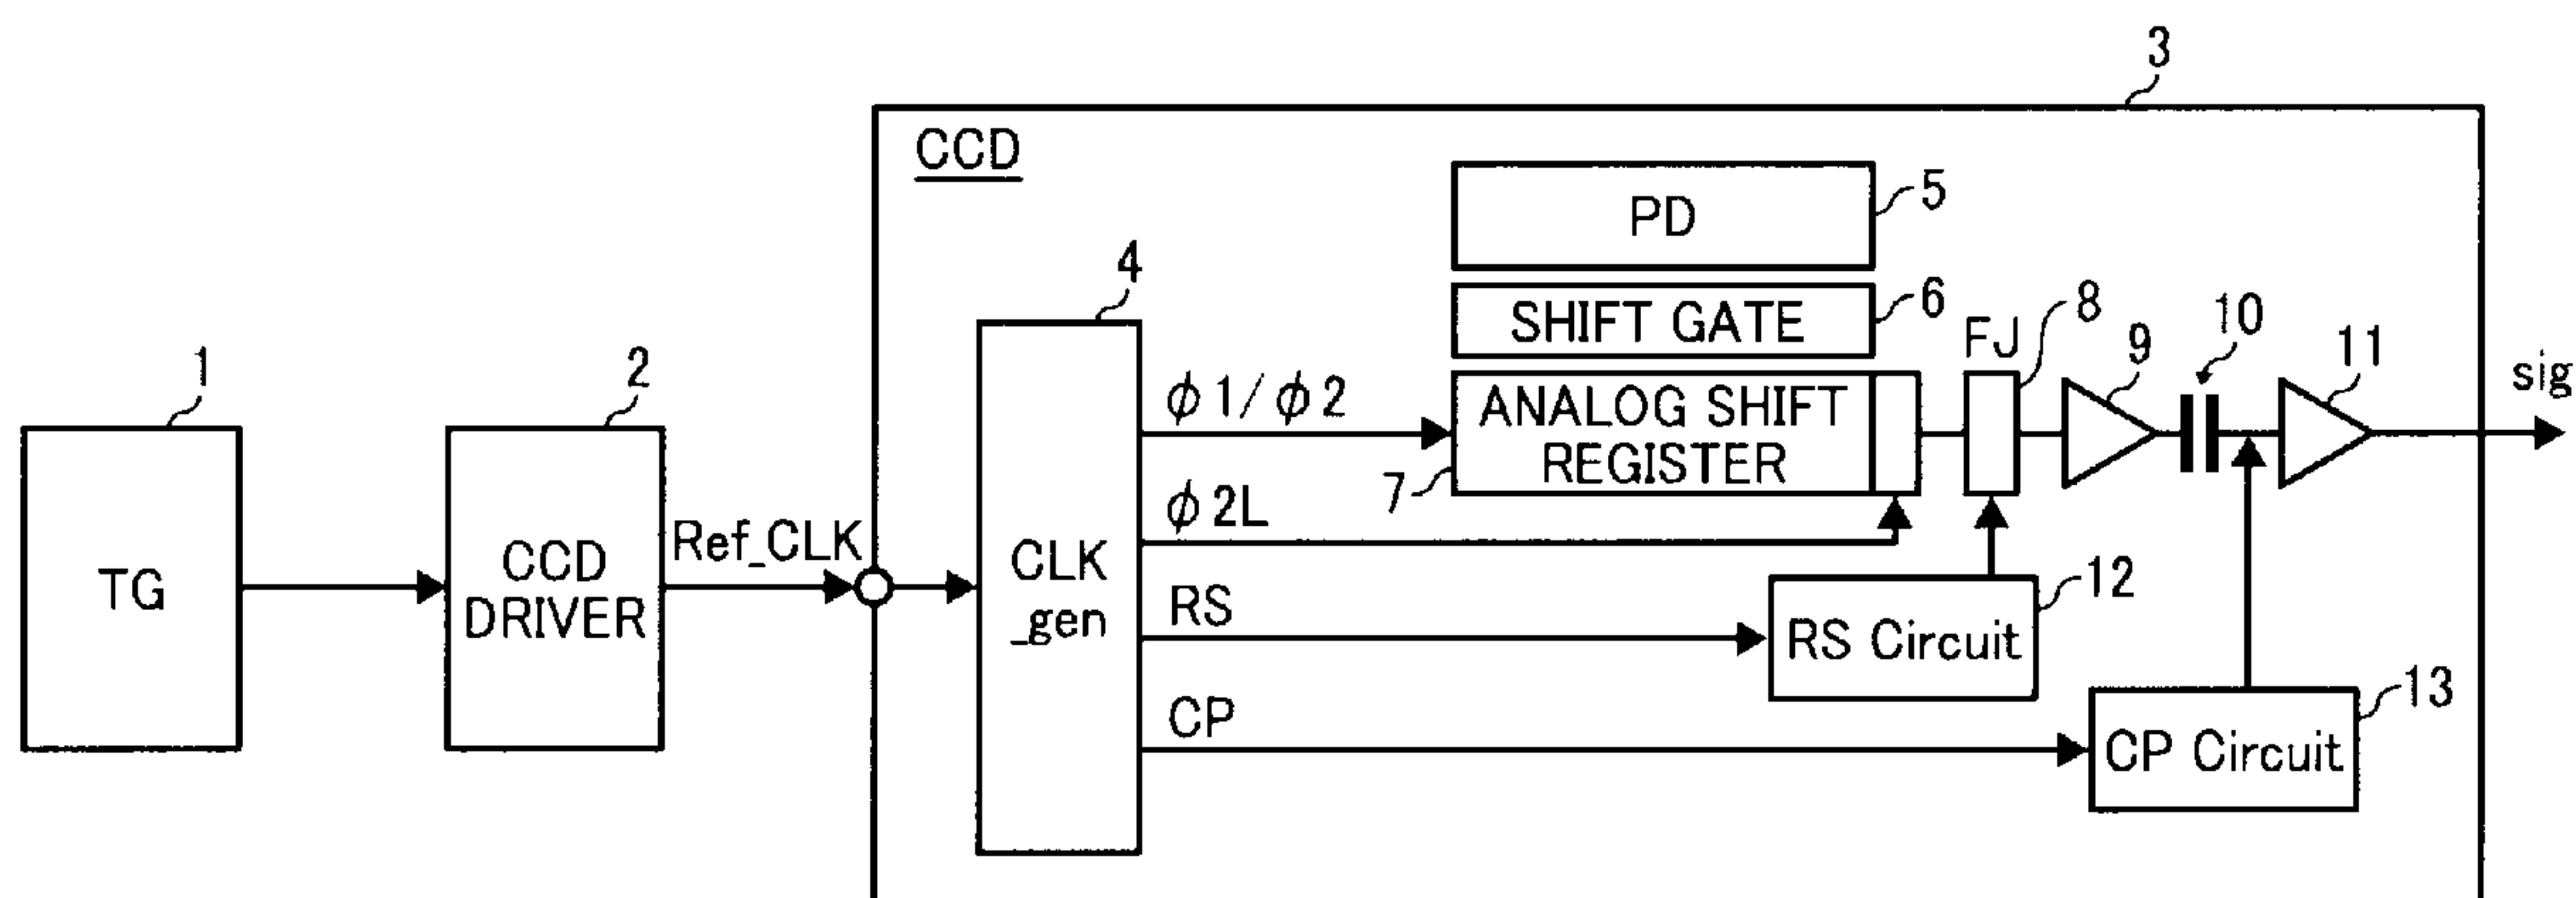 3
CCD
PD
5
4
SHIFT GATE
6
8
10
FJ
9
11
sig
1
2
ϕ1/ϕ2
ANALOG SHIFT
REGISTER
7
ϕ2L
Ref_CLK
TG
CCD
DRIVER
CLK
_gen
RS
RS Circuit
12
CP
CP Circuit
13